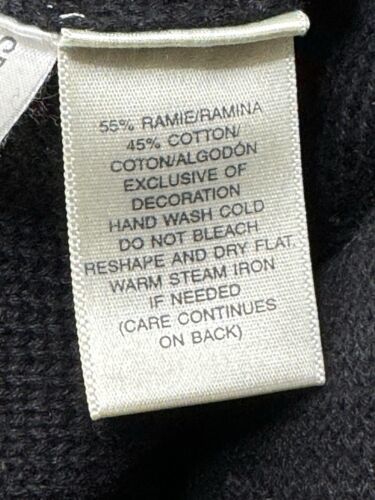 55% RAMIE/RAMINA
45% COTTON/
COTON/ALGODÓN
EXCLUSIVE OF
DECORATION
HAND WASH COLD
DO NOT BLEACH
RESHAPE AND DRY FLAT.
WARM STEAM IRON
IF NEEDED
(CARE CONTINUES
ON BACK)